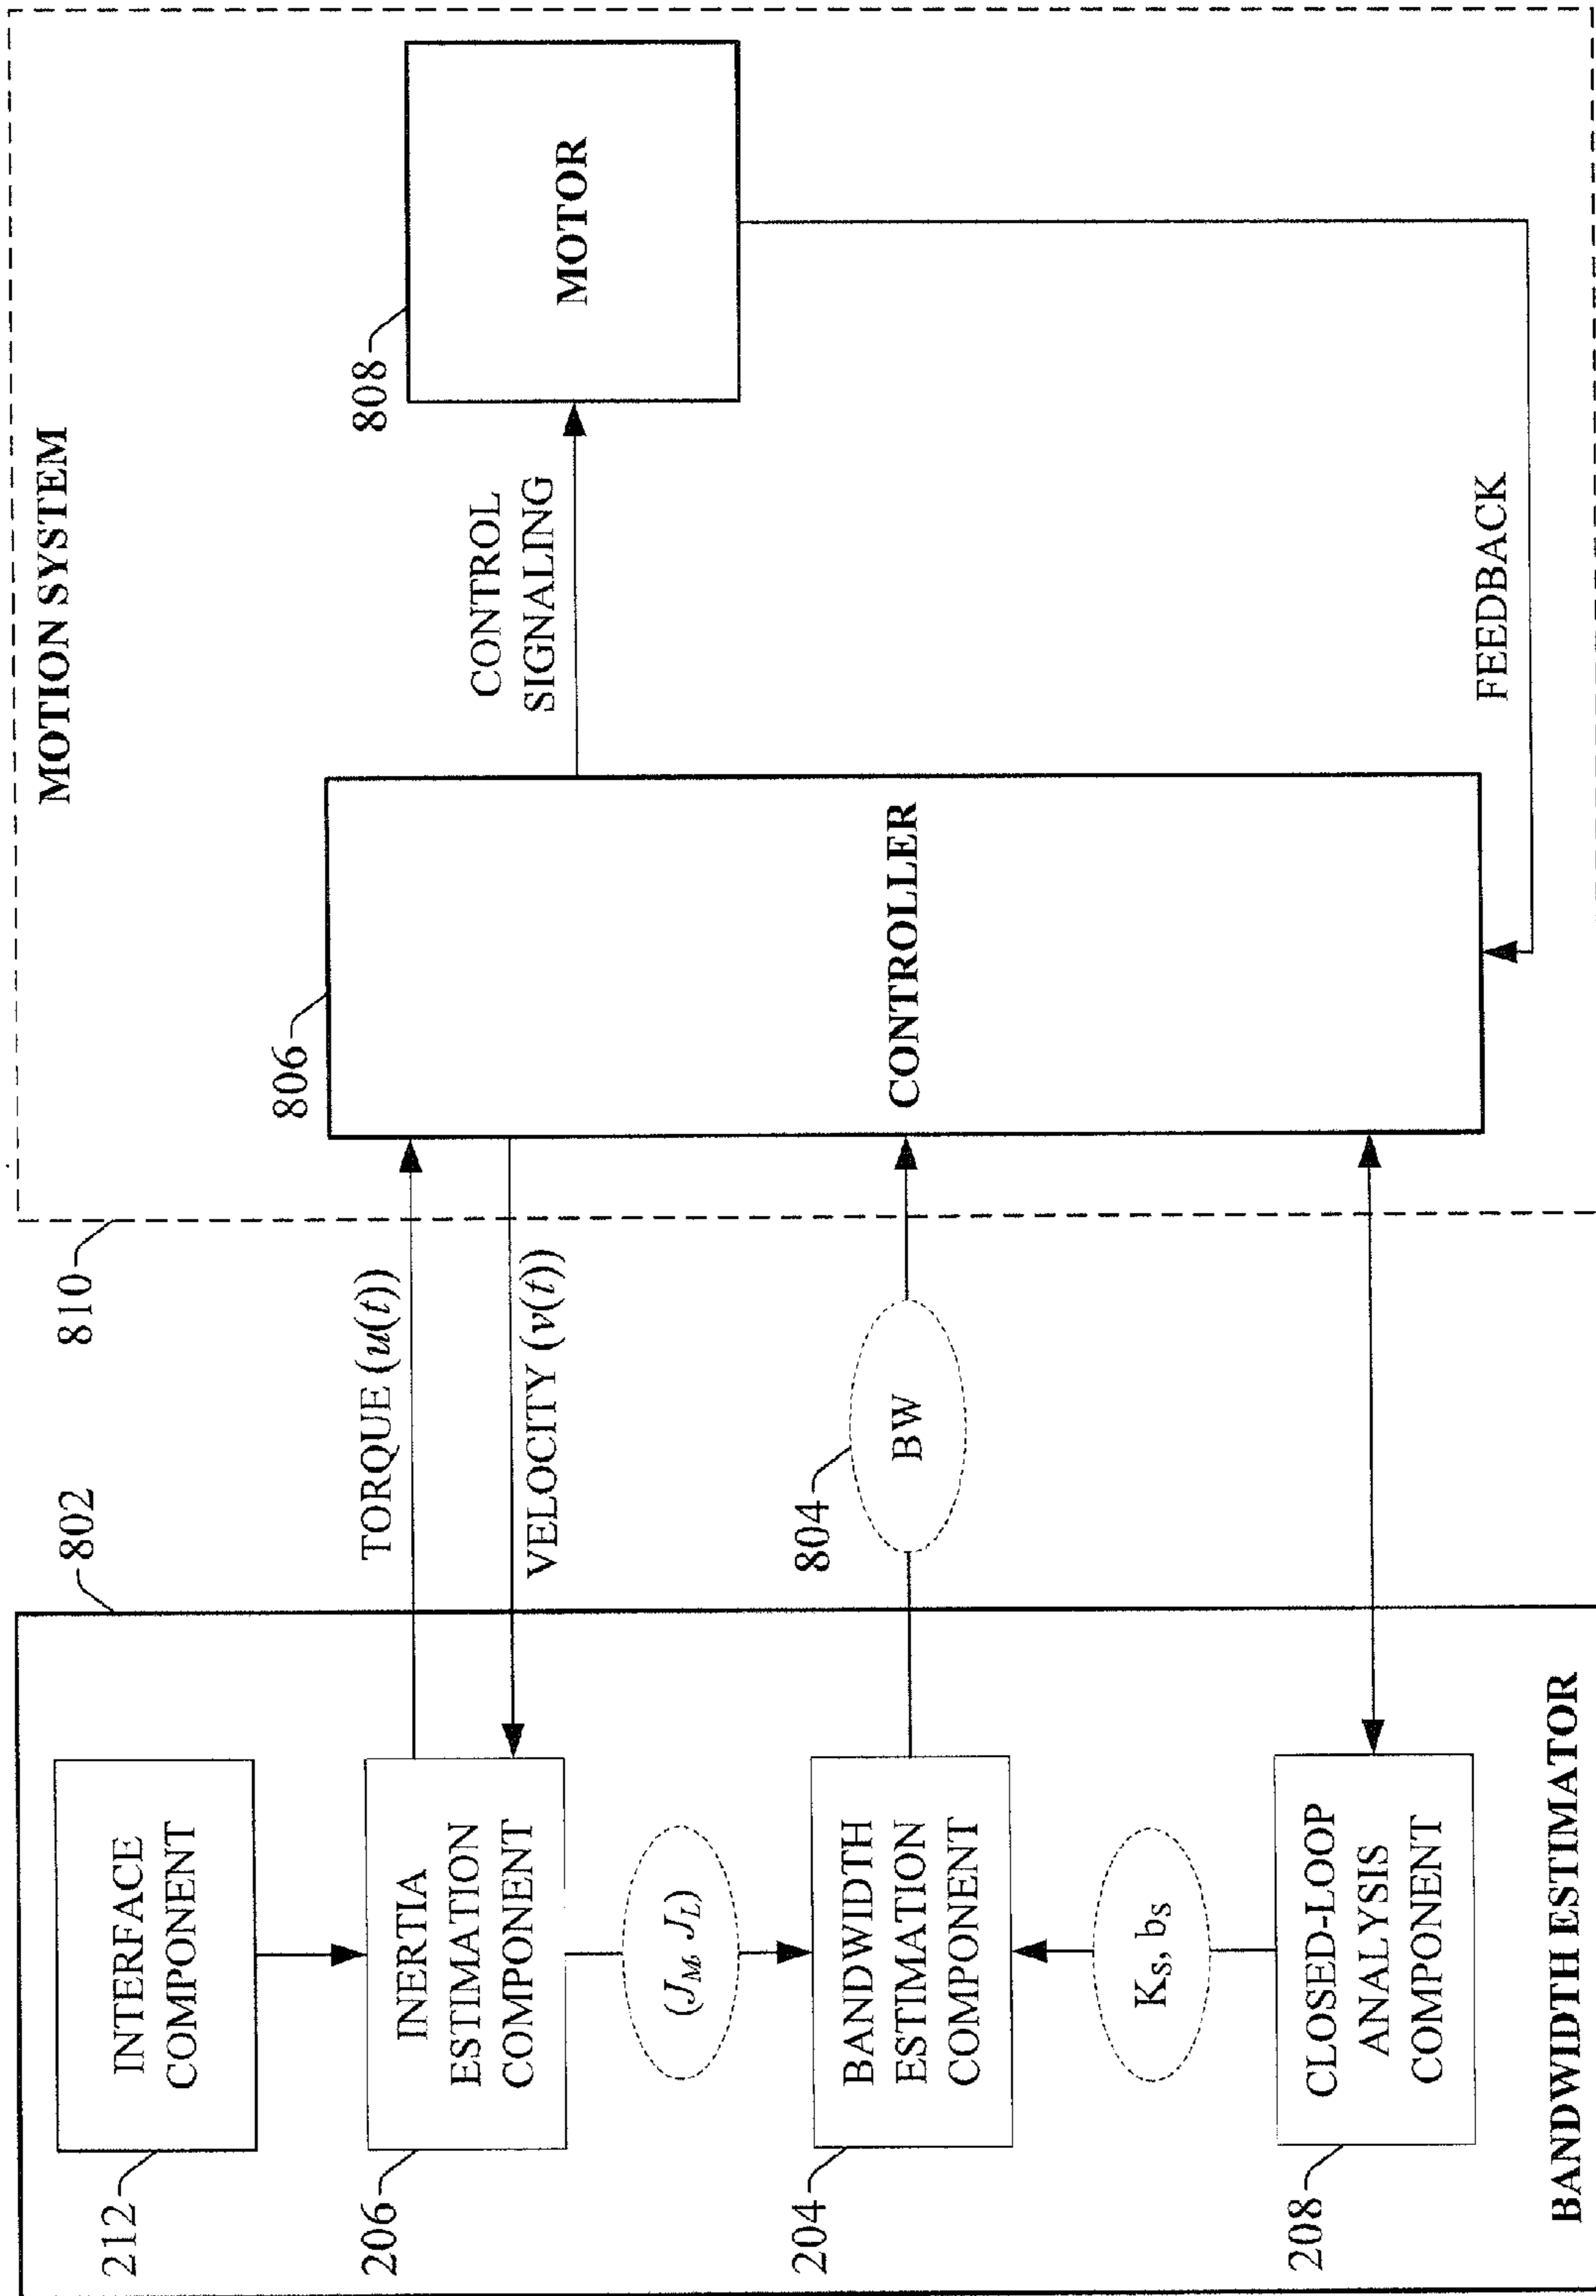 MOTION SYSTEM
810
802
212
INTERFACE
COMPONENT
206
INERTIA
ESTIMATION
COMPONENT
TORQUE (u(t))
VELOCITY (v(t))
(J_M, J_L)
204
BANDWIDTH
ESTIMATION
COMPONENT
804
BW
K_S, b_S
208
CLOSED-LOOP
ANALYSIS
COMPONENT
BANDWIDTH ESTIMATOR
806
CONTROLLER
CONTROL
SIGNALING
808
MOTOR
FEEDBACK